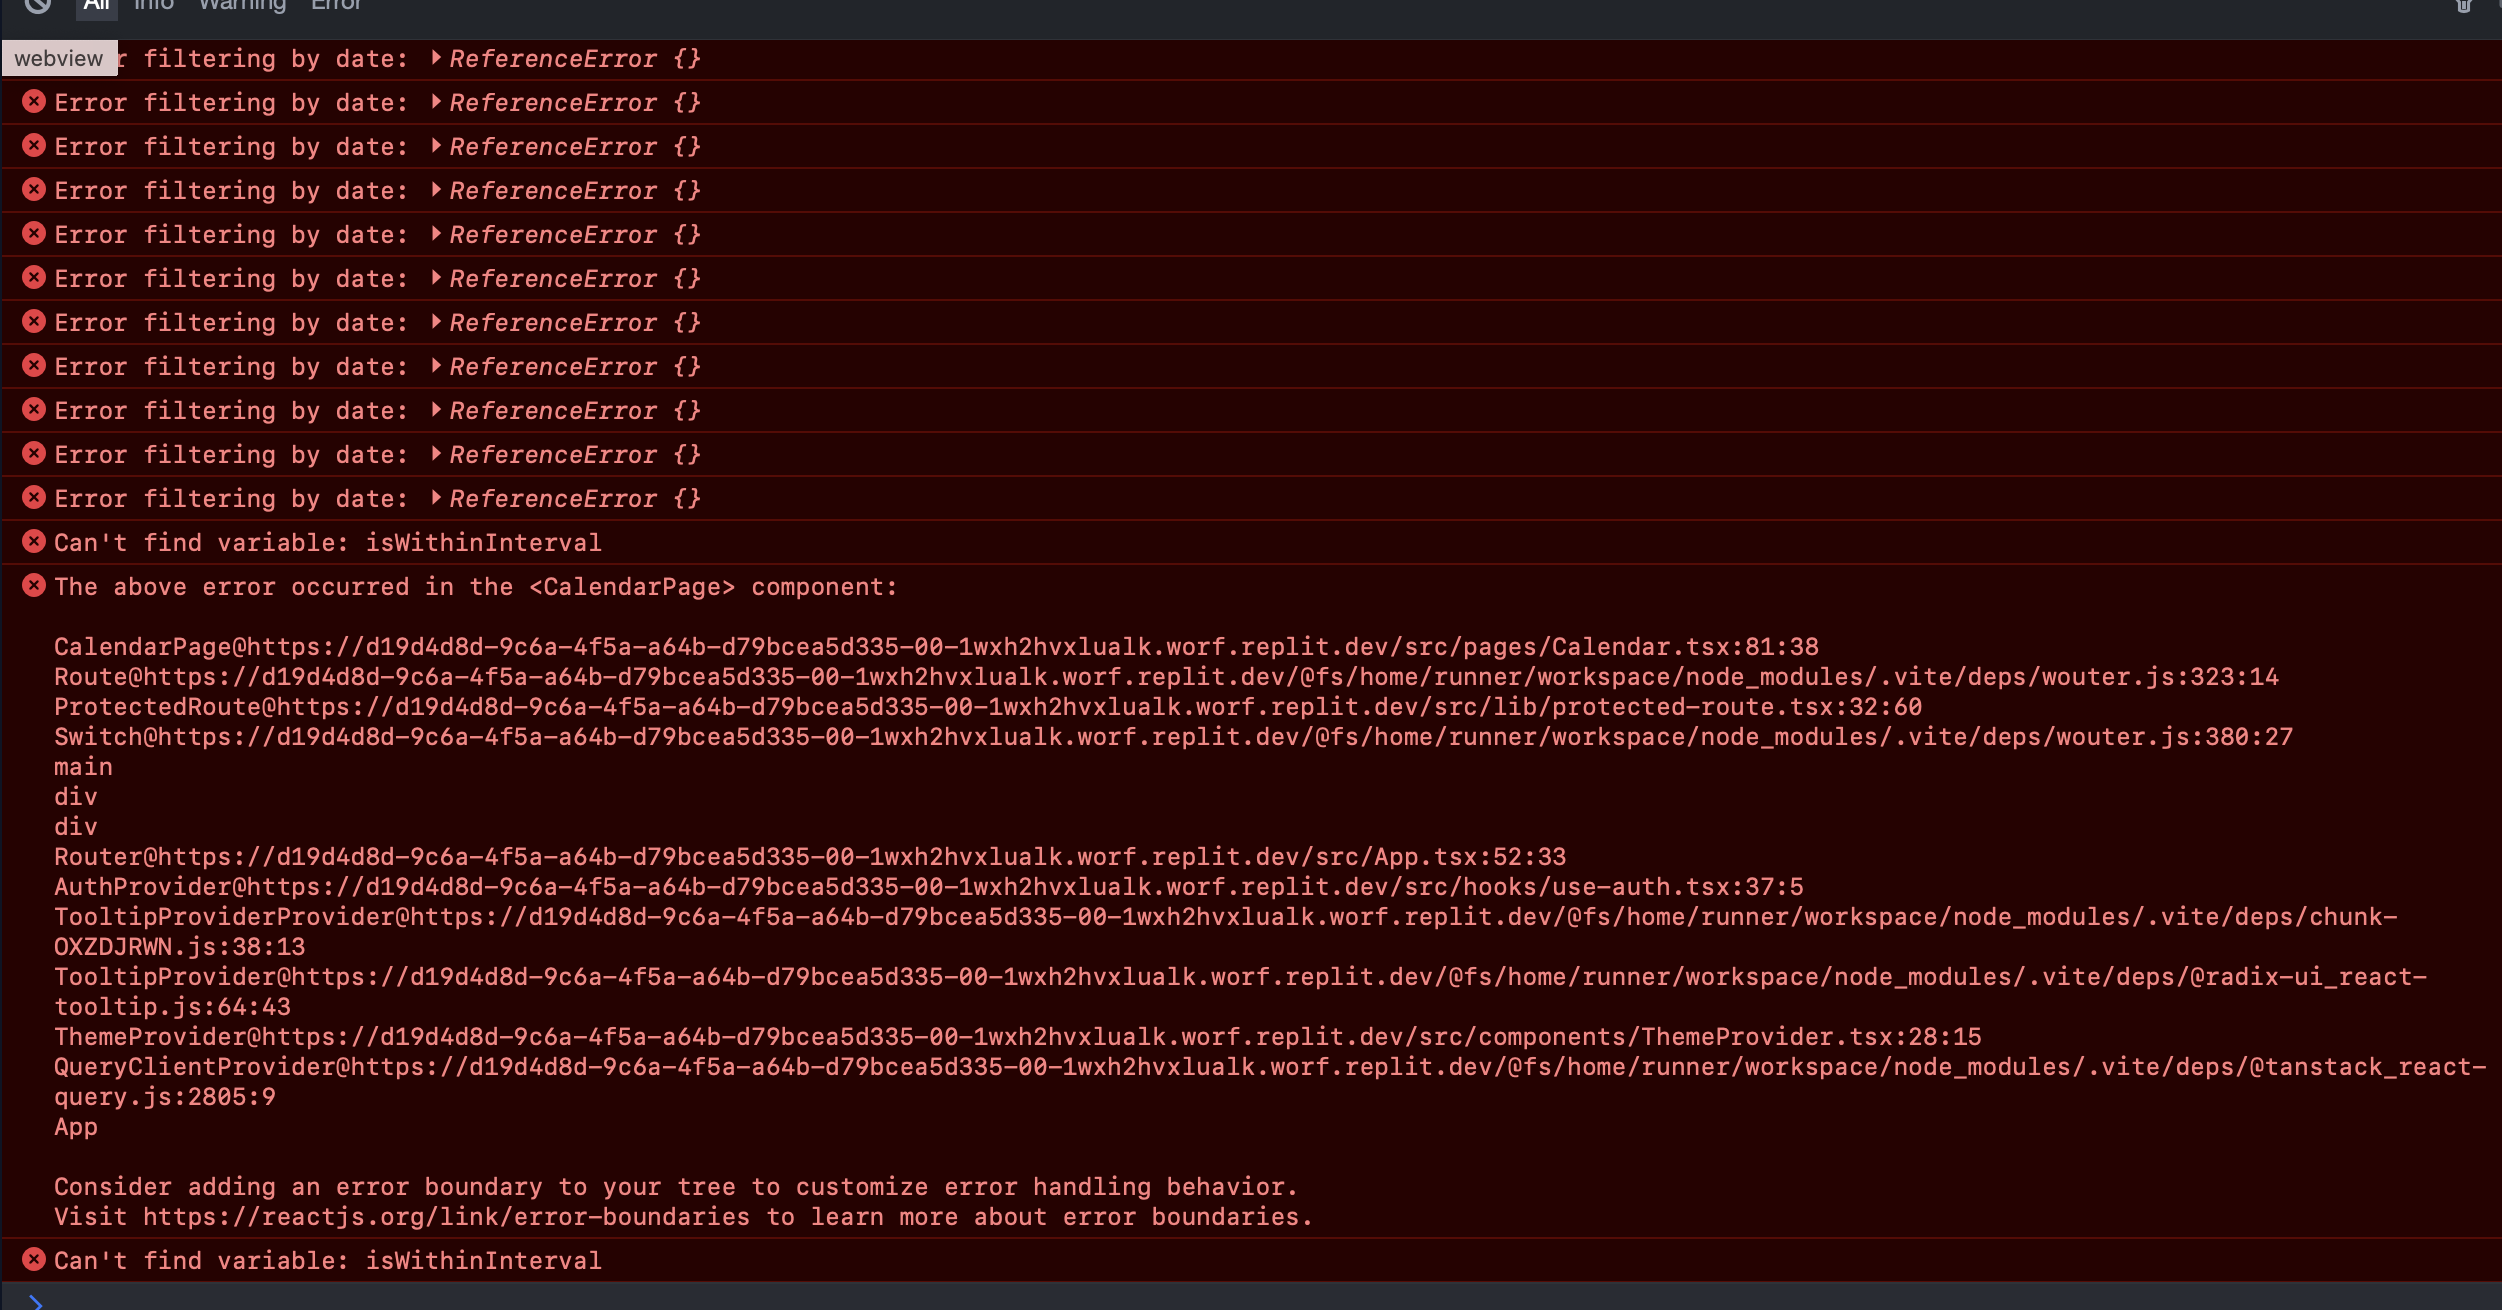 All Info Warning Error
webview r filtering by date: ReferenceError {}
Error filtering by date: ReferenceError {}
Error filtering by date: ReferenceError {}
Error filtering by date: ReferenceError {}
Error filtering by date: ReferenceError {}
Error filtering by date: ReferenceError {}
Error filtering by date: ReferenceError {}
Error filtering by date: ReferenceError {}
Error filtering by date: ReferenceError {}
Error filtering by date: ReferenceError {}
Error filtering by date: ReferenceError {}
Can't find variable: isWithinInterval
The above error occurred in the <CalendarPage> component:
CalendarPage@https://d19d4d8d-9c6a-4f5a-a64b-d79bcea5d335-00-1wxh2hvxlualk.worf.replit.dev/src/pages/Calendar.tsx:81:38
Route@https://d19d4d8d-9c6a-4f5a-a64b-d79bcea5d335-00-1wxh2hvxlualk.worf.replit.dev/@fs/home/runner/workspace/node_modules/.vite/deps/wouter.js:323:14
ProtectedRoute@https://d19d4d8d-9c6a-4f5a-a64b-d79bcea5d335-00-1wxh2hvxlualk.worf.replit.dev/src/lib/protected-route.tsx:32:60
Switch@https://d19d4d8d-9c6a-4f5a-a64b-d79bcea5d335-00-1wxh2hvxlualk.worf.replit.dev/@fs/home/runner/workspace/node_modules/.vite/deps/wouter.js:380:27
main
div
div
Router@https://d19d4d8d-9c6a-4f5a-a64b-d79bcea5d335-00-1wxh2hvxlualk.worf.replit.dev/src/App.tsx:52:33
AuthProvider@https://d19d4d8d-9c6a-4f5a-a64b-d79bcea5d335-00-1wxh2hvxlualk.worf.replit.dev/src/hooks/use-auth.tsx:37:5
TooltipProviderProvider@https://d19d4d8d-9c6a-4f5a-a64b-d79bcea5d335-00-1wxh2hvxlualk.worf.replit.dev/@fs/home/runner/workspace/node_modules/.vite/deps/chunk-
OXZDJRWN.js:38:13
TooltipProvider@https://d19d4d8d-9c6a-4f5a-a64b-d79bcea5d335-00-1wxh2hvxlualk.worf.replit.dev/@fs/home/runner/workspace/node_modules/.vite/deps/@radix-ui_react-
tooltip.js:64:43
ThemeProvider@https://d19d4d8d-9c6a-4f5a-a64b-d79bcea5d335-00-1wxh2hvxlualk.worf.replit.dev/src/components/ThemeProvider.tsx:28:15
QueryClientProvider@https://d19d4d8d-9c6a-4f5a-a64b-d79bcea5d335-00-1wxh2hvxlualk.worf.replit.dev/@fs/home/runner/workspace/node_modules/.vite/deps/@tanstack_react-
query.js:2805:9
App
Consider adding an error boundary to your tree to customize error handling behavior.
Visit https://reactjs.org/link/error-boundaries to learn more about error boundaries.
Can't find variable: isWithinInterval